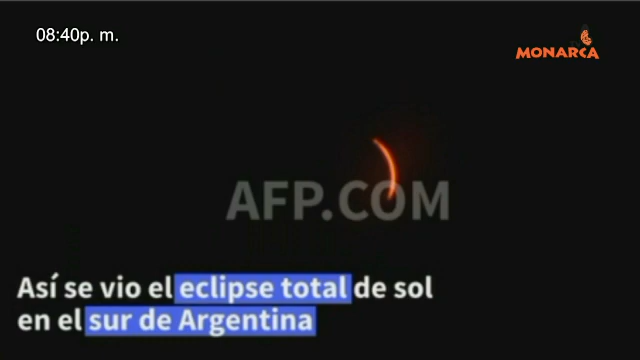 08:40p. m.
MONARCA
AFP.COM
Así se vio el eclipse total de sol
en el sur de Argentina